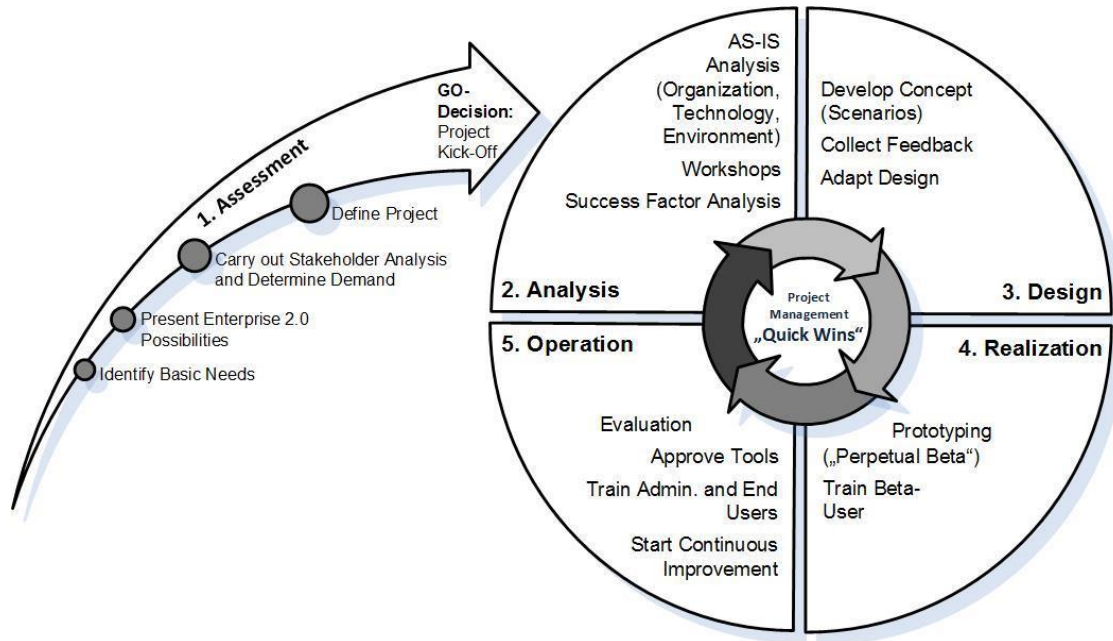 1. Assessment
GO-
Decision:
Project
Kick-Off
Define Project
Carry out Stakeholder Analysis
and Determine Demand
Present Enterprise 2.0
Possibilities
Identify Basic Needs
AS-IS
Analysis
(Organization,
Technology,
Environment)
Workshops
Success Factor Analysis
2. Analysis
Develop Concept
(Scenarios)
Collect Feedback
Adapt Design
3. Design
Project
Management
„Quick Wins“
4. Realization
Prototyping
(„Perpetual Beta“)
Train Beta-
User
5. Operation
Evaluation
Approve Tools
Train Admin. and End
Users
Start Continuous
Improvement